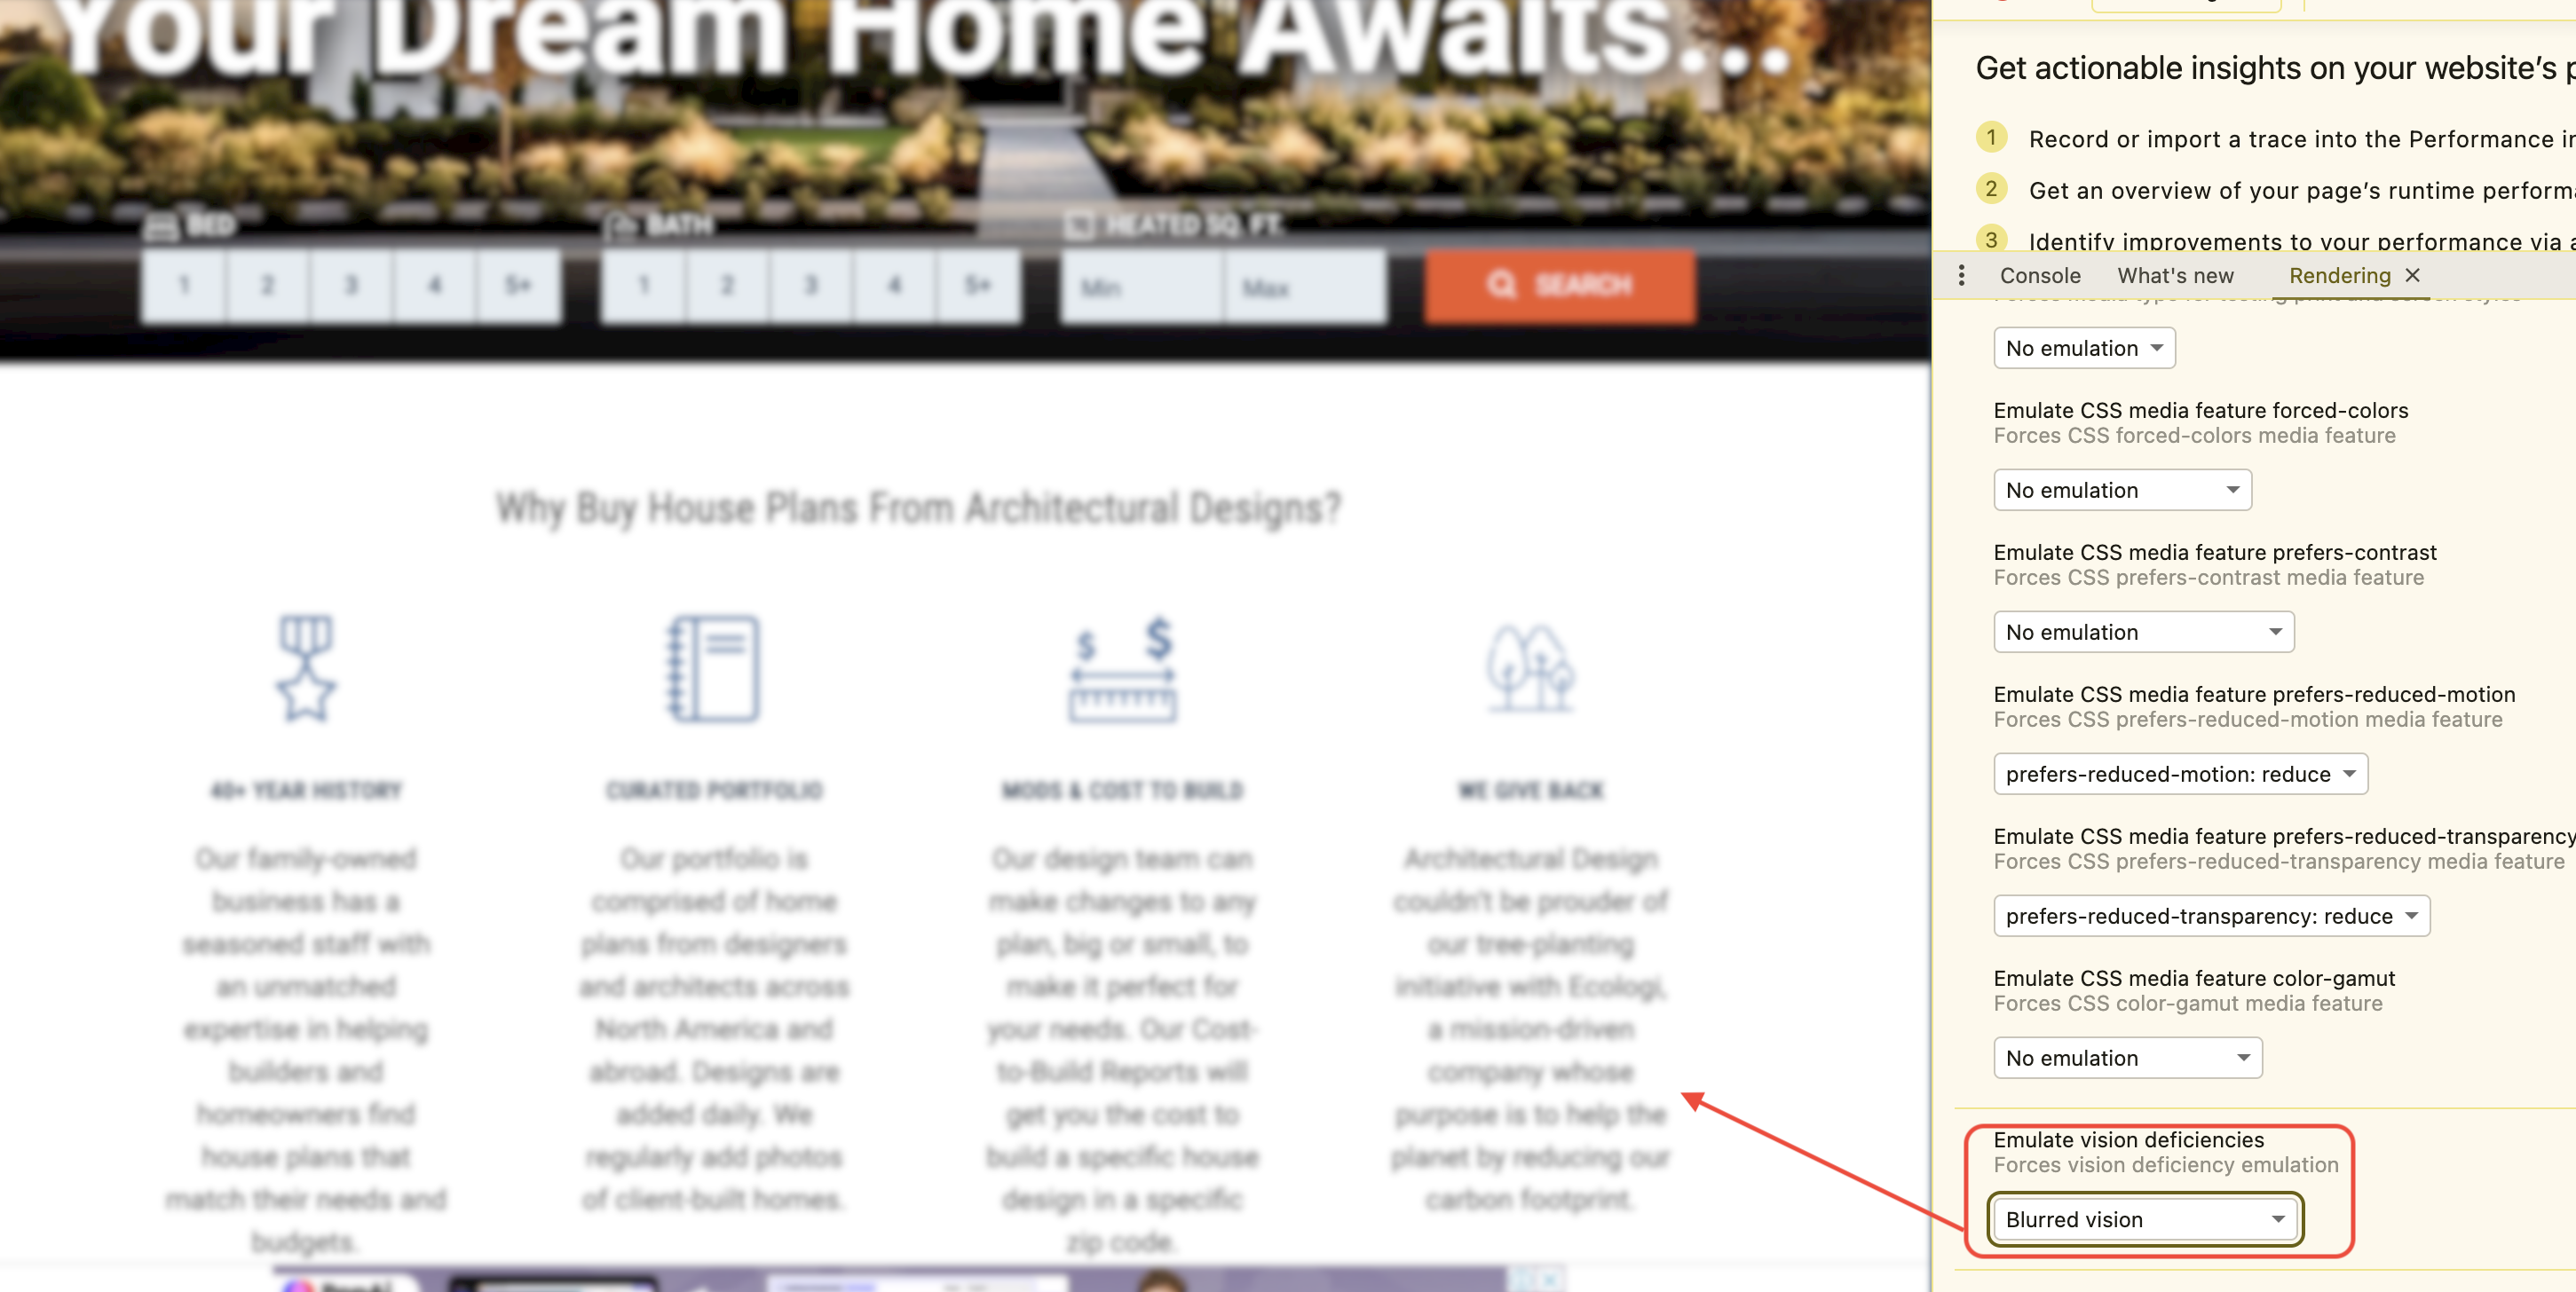 Your Dream Home Awaits...
BED
BATH
HEATED SQ. FT.
1 2 3 4 5+
1 2 3 4 5+
Min Max
SEARCH
Why Buy House Plans From Architectural Designs?
40+ YEAR HISTORY
Our family-owned
business has a
seasoned staff with
an unmatched
expertise in helping
builders and
homeowners find
house plans that
match their needs and
budgets.
CURATED PORTFOLIO
Our portfolio is
comprised of home
plans from designers
and architects across
North America and
abroad. Designs are
added daily. We
regularly add photos
of client-built homes.
MODS & COST TO BUILD
Our design team can
make changes to any
plan, big or small, to
make it perfect for
your needs. Our Cost-
to-Build Reports will
get you the cost to
build a specific house
design in a specific
zip code.
WE GIVE BACK
Architectural Design
couldn't be prouder of
our tree-planting
initiative with Ecologi,
a mission-driven
company whose
purpose is to help the
planet by reducing our
carbon footprint.
Get actionable insights on your website's p
1 Record or import a trace into the Performance in
2 Get an overview of your page's runtime performa
3 Identify improvements to your performance via a
Console What's new Rendering
No emulation
Emulate CSS media feature forced-colors
Forces CSS forced-colors media feature
No emulation
Emulate CSS media feature prefers-contrast
Forces CSS prefers-contrast media feature
No emulation
Emulate CSS media feature prefers-reduced-motion
Forces CSS prefers-reduced-motion media feature
prefers-reduced-motion: reduce
Emulate CSS media feature prefers-reduced-transparency
Forces CSS prefers-reduced-transparency media feature
prefers-reduced-transparency: reduce
Emulate CSS media feature color-gamut
Forces CSS color-gamut media feature
No emulation
Emulate vision deficiencies
Forces vision deficiency emulation
Blurred vision